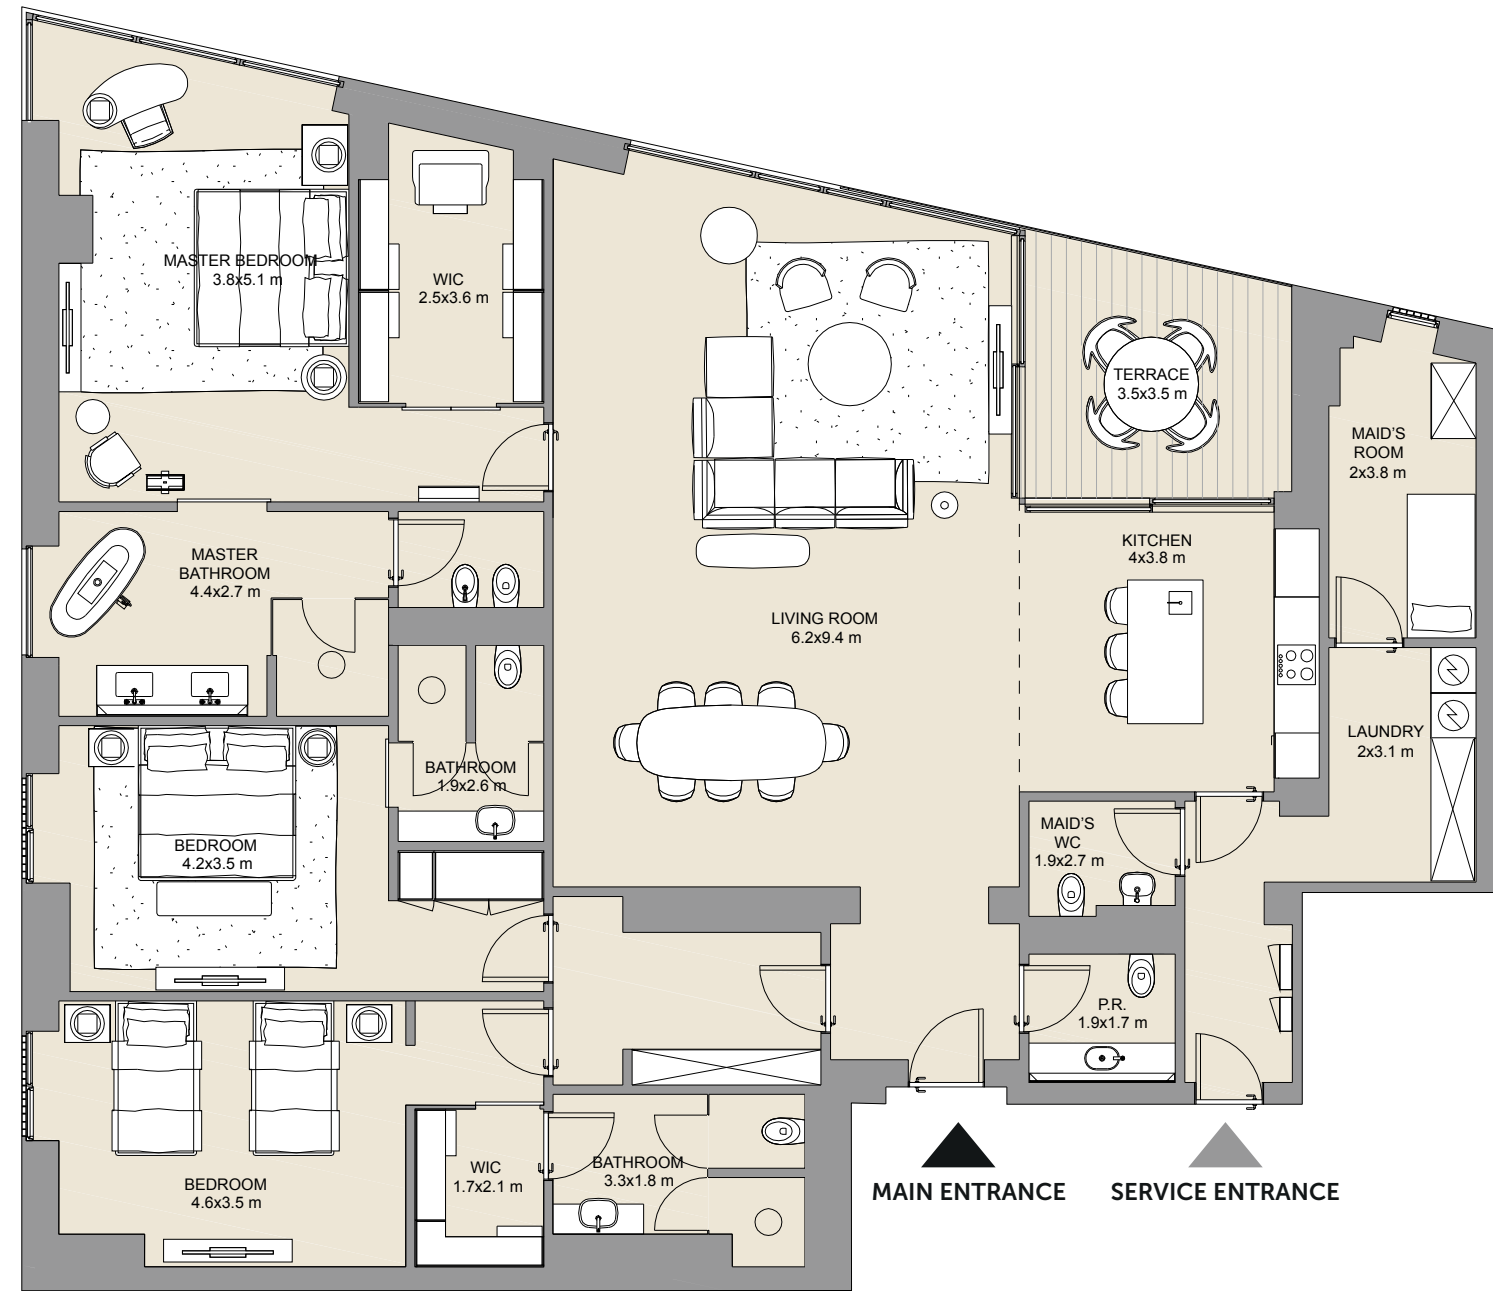 MASTER BEDROOM
3.8x5.1 m
WIC
2.5x3.6 m
TERRACE
3.5x3.5 m
MAID'S
ROOM
2x3.8 m
MASTER
BATHROOM
4.4x2.7 m
KITCHEN
4x3.8 m
LIVING ROOM
6.2x9.4 m
LAUNDRY
2x3.1 m
BATHROOM
1.9x2.6 m
BEDROOM
4.2x3.5 m
MAID'S
WC
1.9x2.7 m
P.R.
1.9x1.7 m
WIC
1.7x2.1 m
BATHROOM
3.3x1.8 m
BEDROOM
4.6x3.5 m
MAIN ENTRANCE
SERVICE ENTRANCE